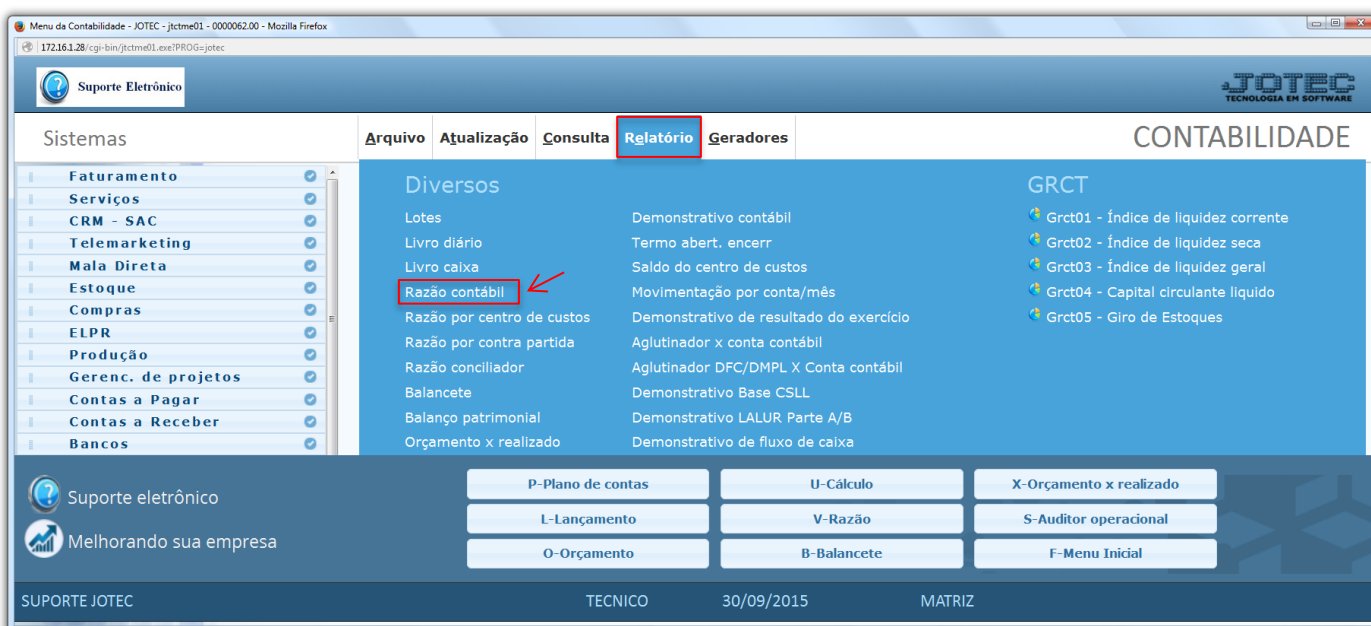 Menu da Contabilidade - JOTEC - jtctme01 - 0000062.00 - Mozilla Firefox
172.16.1.28/cgi-bin/jtctme01.exe?PROG=jotec
Suporte Eletrônico
JOTEC
TECNOLOGIA EM SOFTWARE
Sistemas
Arquivo Atualização Consulta Relatório Geradores
CONTABILIDADE
Faturamento
Serviços
CRM - SAC
Telemarketing
Mala Direta
Estoque
Compras
ELPR
Produção
Gerenc. de projetos
Contas a Pagar
Contas a Receber
Bancos
Diversos
Lotes
Livro diário
Livro caixa
Razão contábil
Razão por centro de custos
Razão por contra partida
Razão conciliador
Balancete
Balanço patrimonial
Orçamento x realizado
Demonstrativo contábil
Termo abert. encerr
Saldo do centro de custos
Movimentação por conta/mês
Demonstrativo de resultado do exercício
Aglutinador x conta contábil
Aglutinador DFC/DMPL X Conta contábil
Demonstrativo Base CSLL
Demonstrativo LALUR Parte A/B
Demonstrativo de fluxo de caixa
GRCT
Grct01 - Índice de liquidez corrente
Grct02 - Índice de liquidez seca
Grct03 - Índice de liquidez geral
Grct04 - Capital circulante liquido
Grct05 - Giro de Estoques
Suporte eletrônico
Melhorando sua empresa
P-Plano de contas
U-Cálculo
X-Orçamento x realizado
L-Lançamento
V-Razão
S-Auditor operacional
O-Orçamento
B-Balancete
F-Menu Inicial
SUPORTE JOTEC TECNICO 30/09/2015 MATRIZ